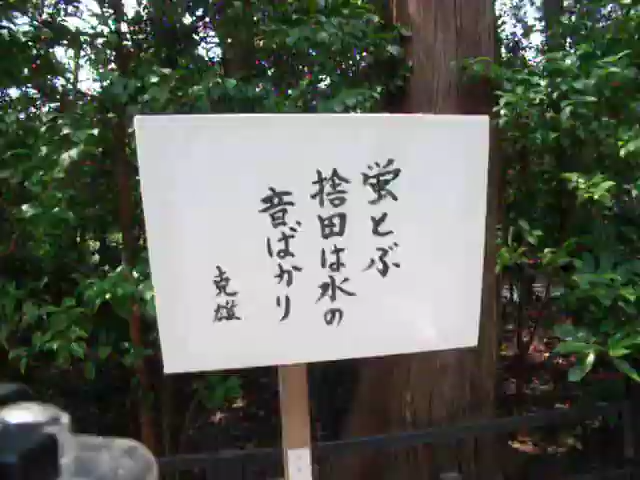 蛍とぶ
捨田は水の
音ばかり
克雄